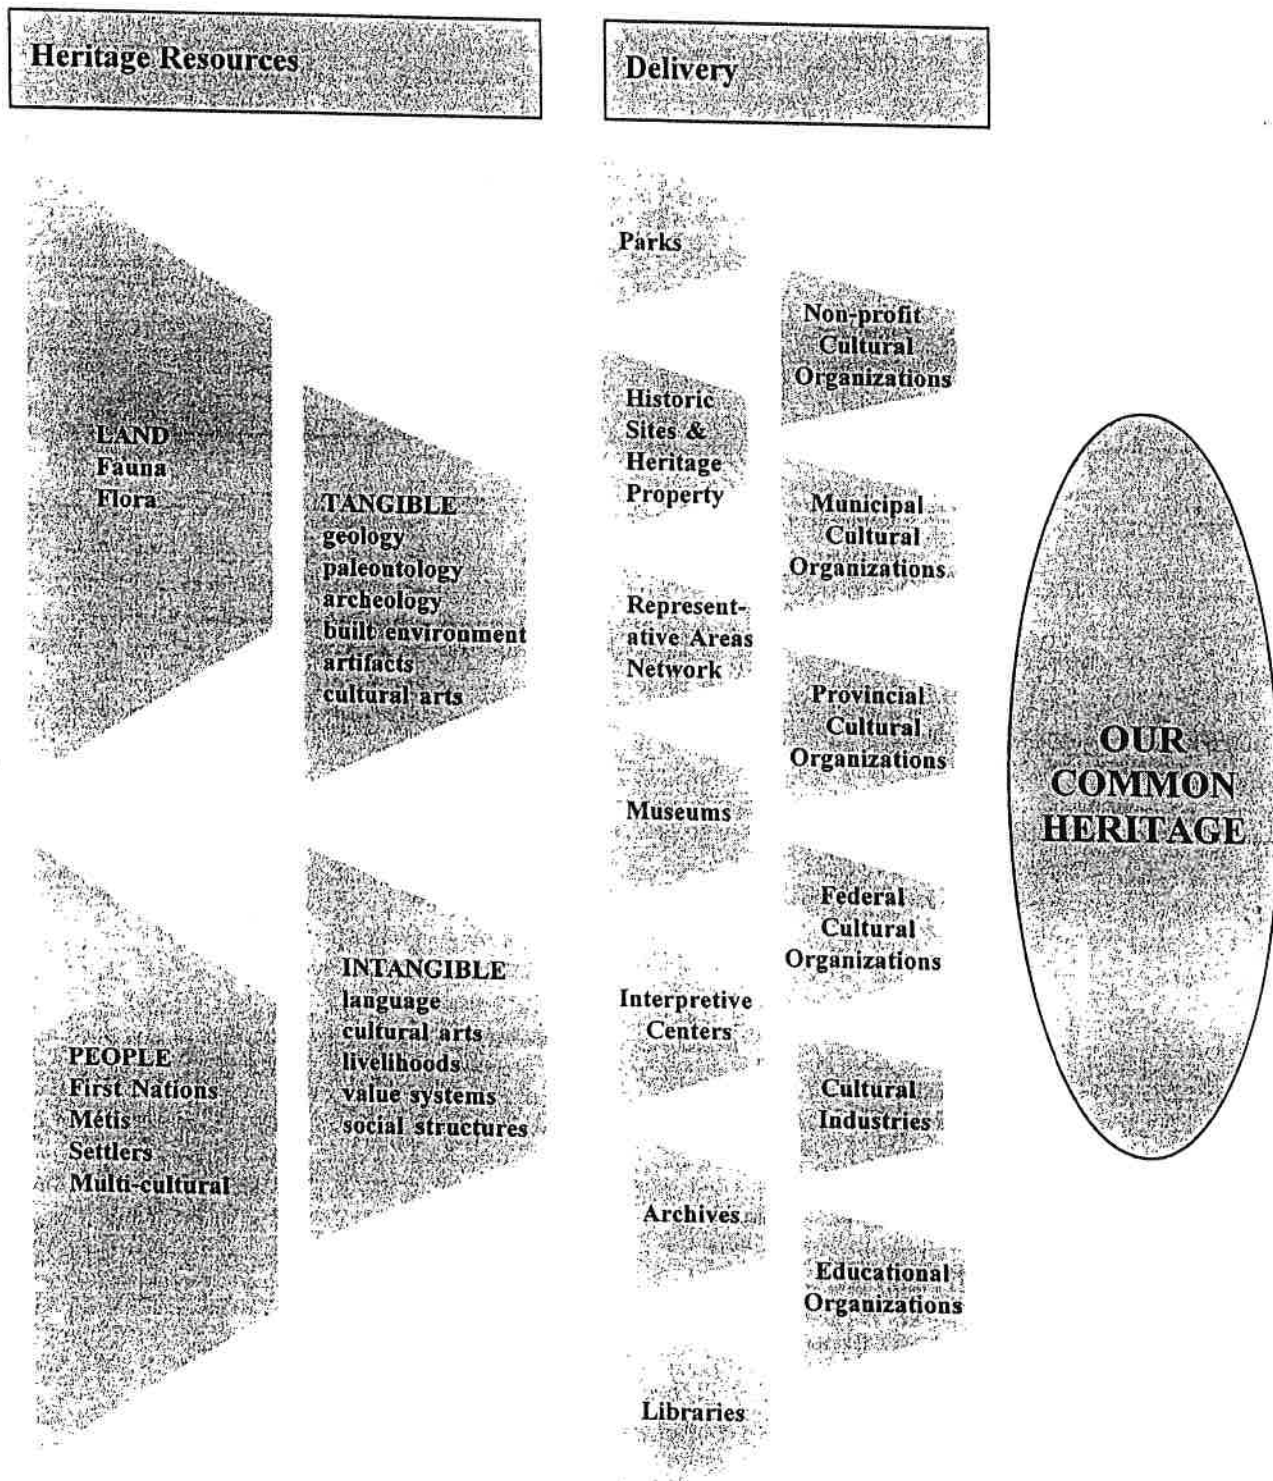 Heritage Resources
Delivery
LAND
Fauna
Flora
TANGIBLE
geology
paleontology
archeology
built environment
artifacts
cultural arts
PEOPLE
First Nations
Métis
Settlers
Multi-cultural
INTANGIBLE
language
cultural arts
livelihoods
value systems
social structures
Parks
Historic
Sites &
Heritage
Property
Represent-
ative Areas
Network
Museums
Interpretive
Centers
Archives
Libraries
Non-profit
Cultural
Organizations
Municipal
Cultural
Organizations
Provincial
Cultural
Organizations
Federal
Cultural
Organizations
Cultural
Industries
Educational
Organizations
OUR
COMMON
HERITAGE